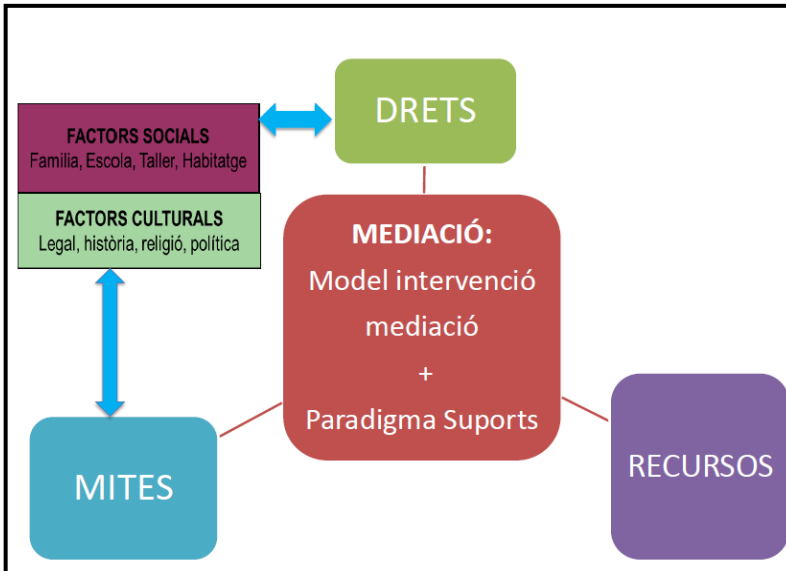 DRETS
FACTORS SOCIALS
Familia, Escola, Taller, Habitatge
FACTORS CULTURALS
Legal, història, religió, política
MEDIACIÓ:
Model intervenció
mediació
+
Paradigma Suports
MITES
RECURSOS